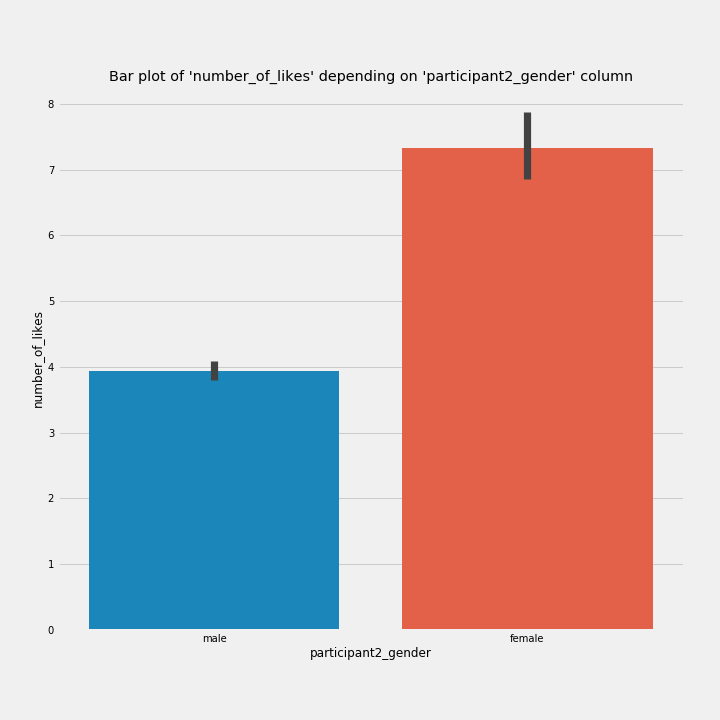 Bar plot of 'number_of_likes' depending on 'participant2_gender' column
8
7
6
5
4
3
2
1
0
number_of_likes
male
female
participant2_gender